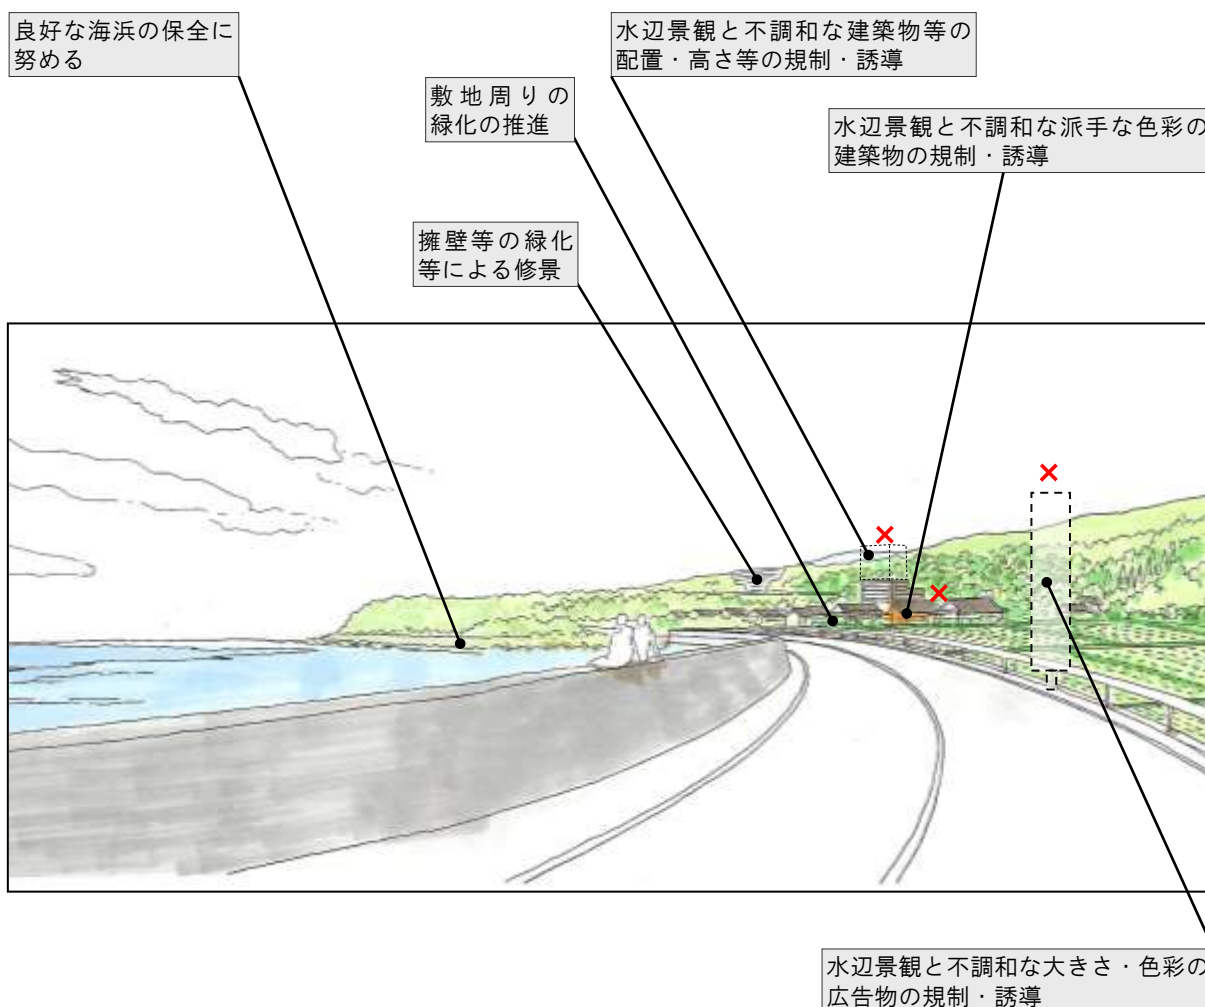 良好な海浜の保全に
努める
水辺景観と不調和な建築物等の
配置・高さ等の規制・誘導
敷地周りの
緑化の推進
水辺景観と不調和な派手な色彩の
建築物の規制・誘導
擁壁等の緑化
等による修景
水辺景観と不調和な大きさ・色彩の
広告物の規制・誘導